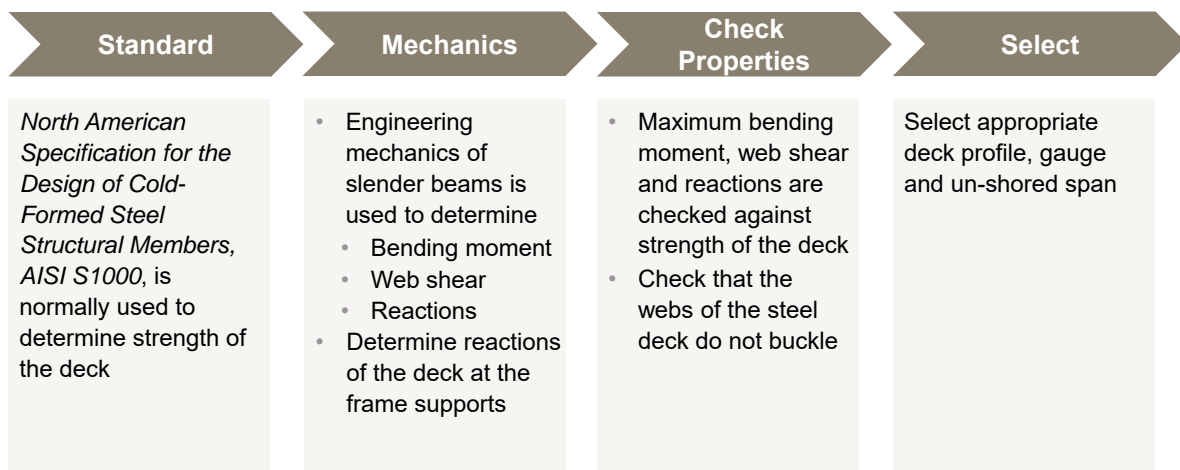 Standard
North American
Specification for the
Design of Cold-
Formed Steel
Structural Members,
AISI S1000, is
normally used to
determine strength of
the deck
Mechanics
• Engineering
mechanics of
slender beams is
used to determine
• Bending moment
• Web shear
• Reactions
• Determine reactions
of the deck at the
frame supports
Check
Properties
• Maximum bending
moment, web shear
and reactions are
checked against
strength of the deck
• Check that the
webs of the steel
deck do not buckle
Select
Select appropriate
deck profile, gauge
and un-shored span